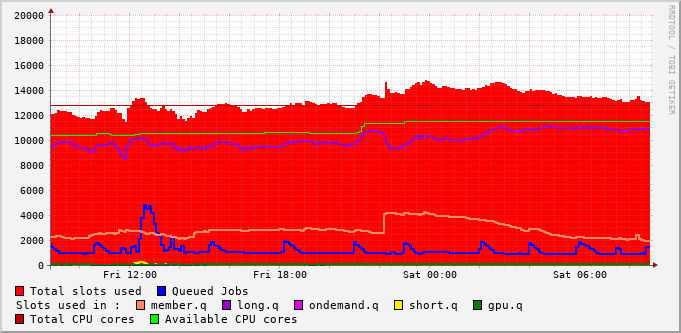 20000
18000
16000
14000
12000
10000
8000
6000
4000
2000
0
Fri 12:00 Fri 18:00 Sat 00:00 Sat 06:00
RRDTOOL / TOBI OETIKER
Total slots used Queued Jobs
Slots used in : member.q long.q ondemand.q short.q gpu.q
Total CPU cores Available CPU cores